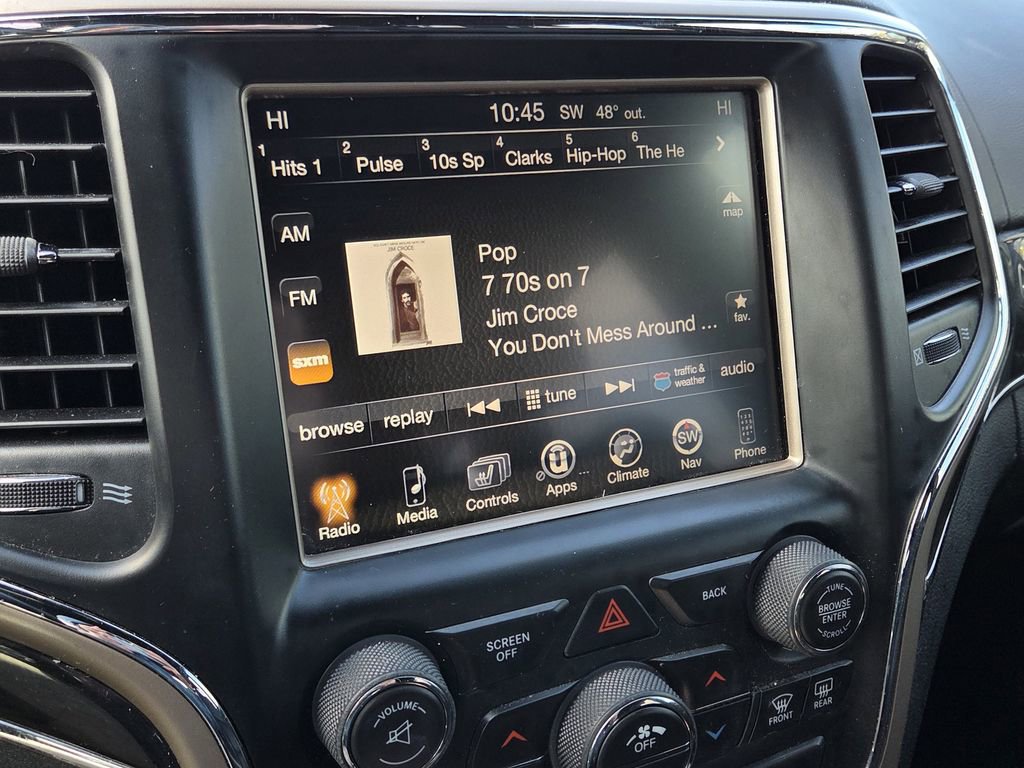 HI 10:45 SW 48° out. HI
1 Hits 1 2 Pulse 3 10s Sp 4 Clarks 5 Hip-Hop 6 The He
map
AM
JIM CROCE
Pop
7 70s on 7
FM
Jim Croce
fav.
You Don't Mess Around ...
sxm
browse replay tune traffic & weather audio
Radio Media Controls Apps Climate SW Nav Phone
BACK
TUNE
BROWSE
ENTER
SCROLL
SCREEN
OFF
VOLUME
OFF
FRONT
REAR